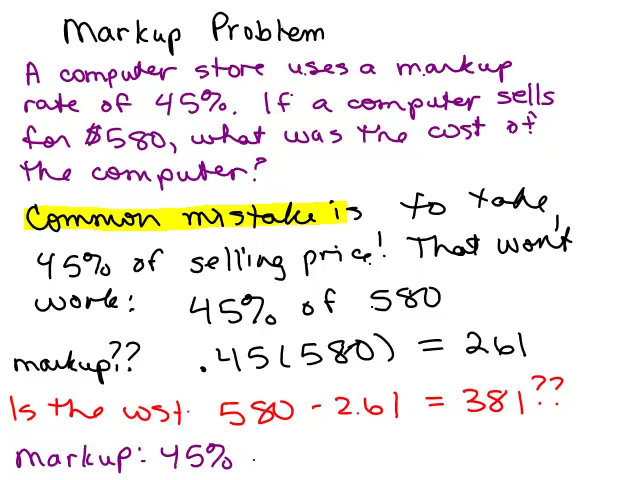 Markup Problem
A computer store uses a markup
rate of 45%. If a computer sells
for $580, what was the cost of
the computer?
Common mistake is to take
45% of selling price! That won't
work: 45% of 580
markup?? .45(580) = 261
Is the cost 580 - 261 = 381??
markup: 45%